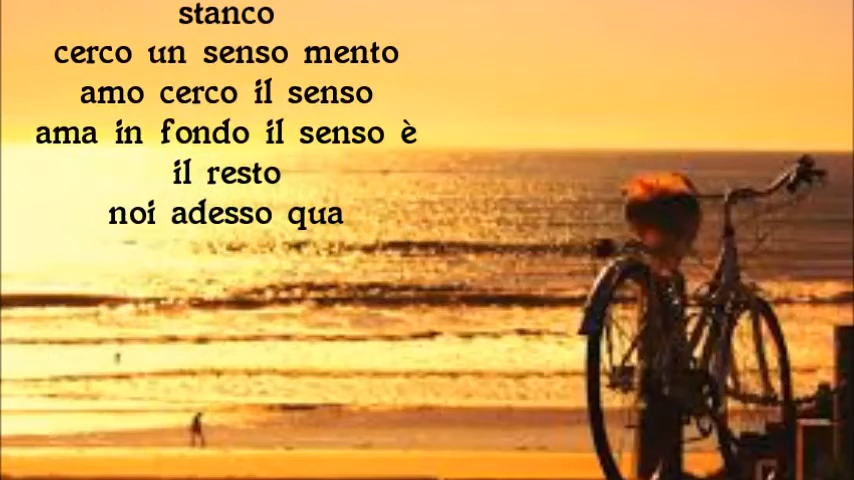 stanco
cerco un senso mento
amo cerco il senso
ama in fondo il senso è
il resto
noi adesso qua